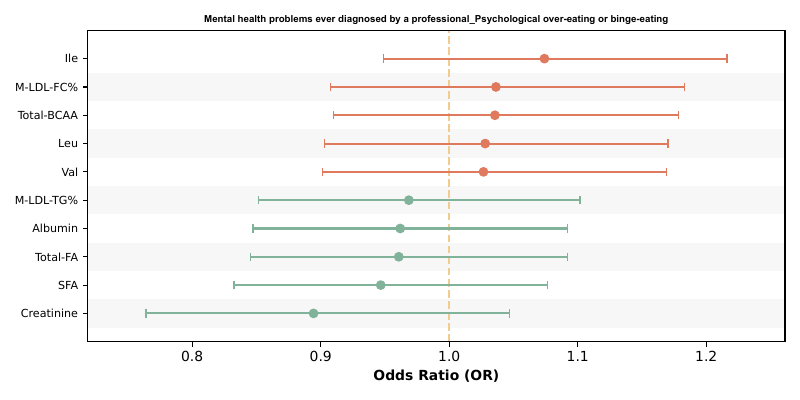 Mental health problems ever diagnosed by a professional_Psychological over-eating or binge-eating
Ile
M-LDL-FC%
Total-BCAA
Leu
Val
M-LDL-TG%
Albumin
Total-FA
SFA
Creatinine
0.8 0.9 1.0 1.1 1.2
Odds Ratio (OR)